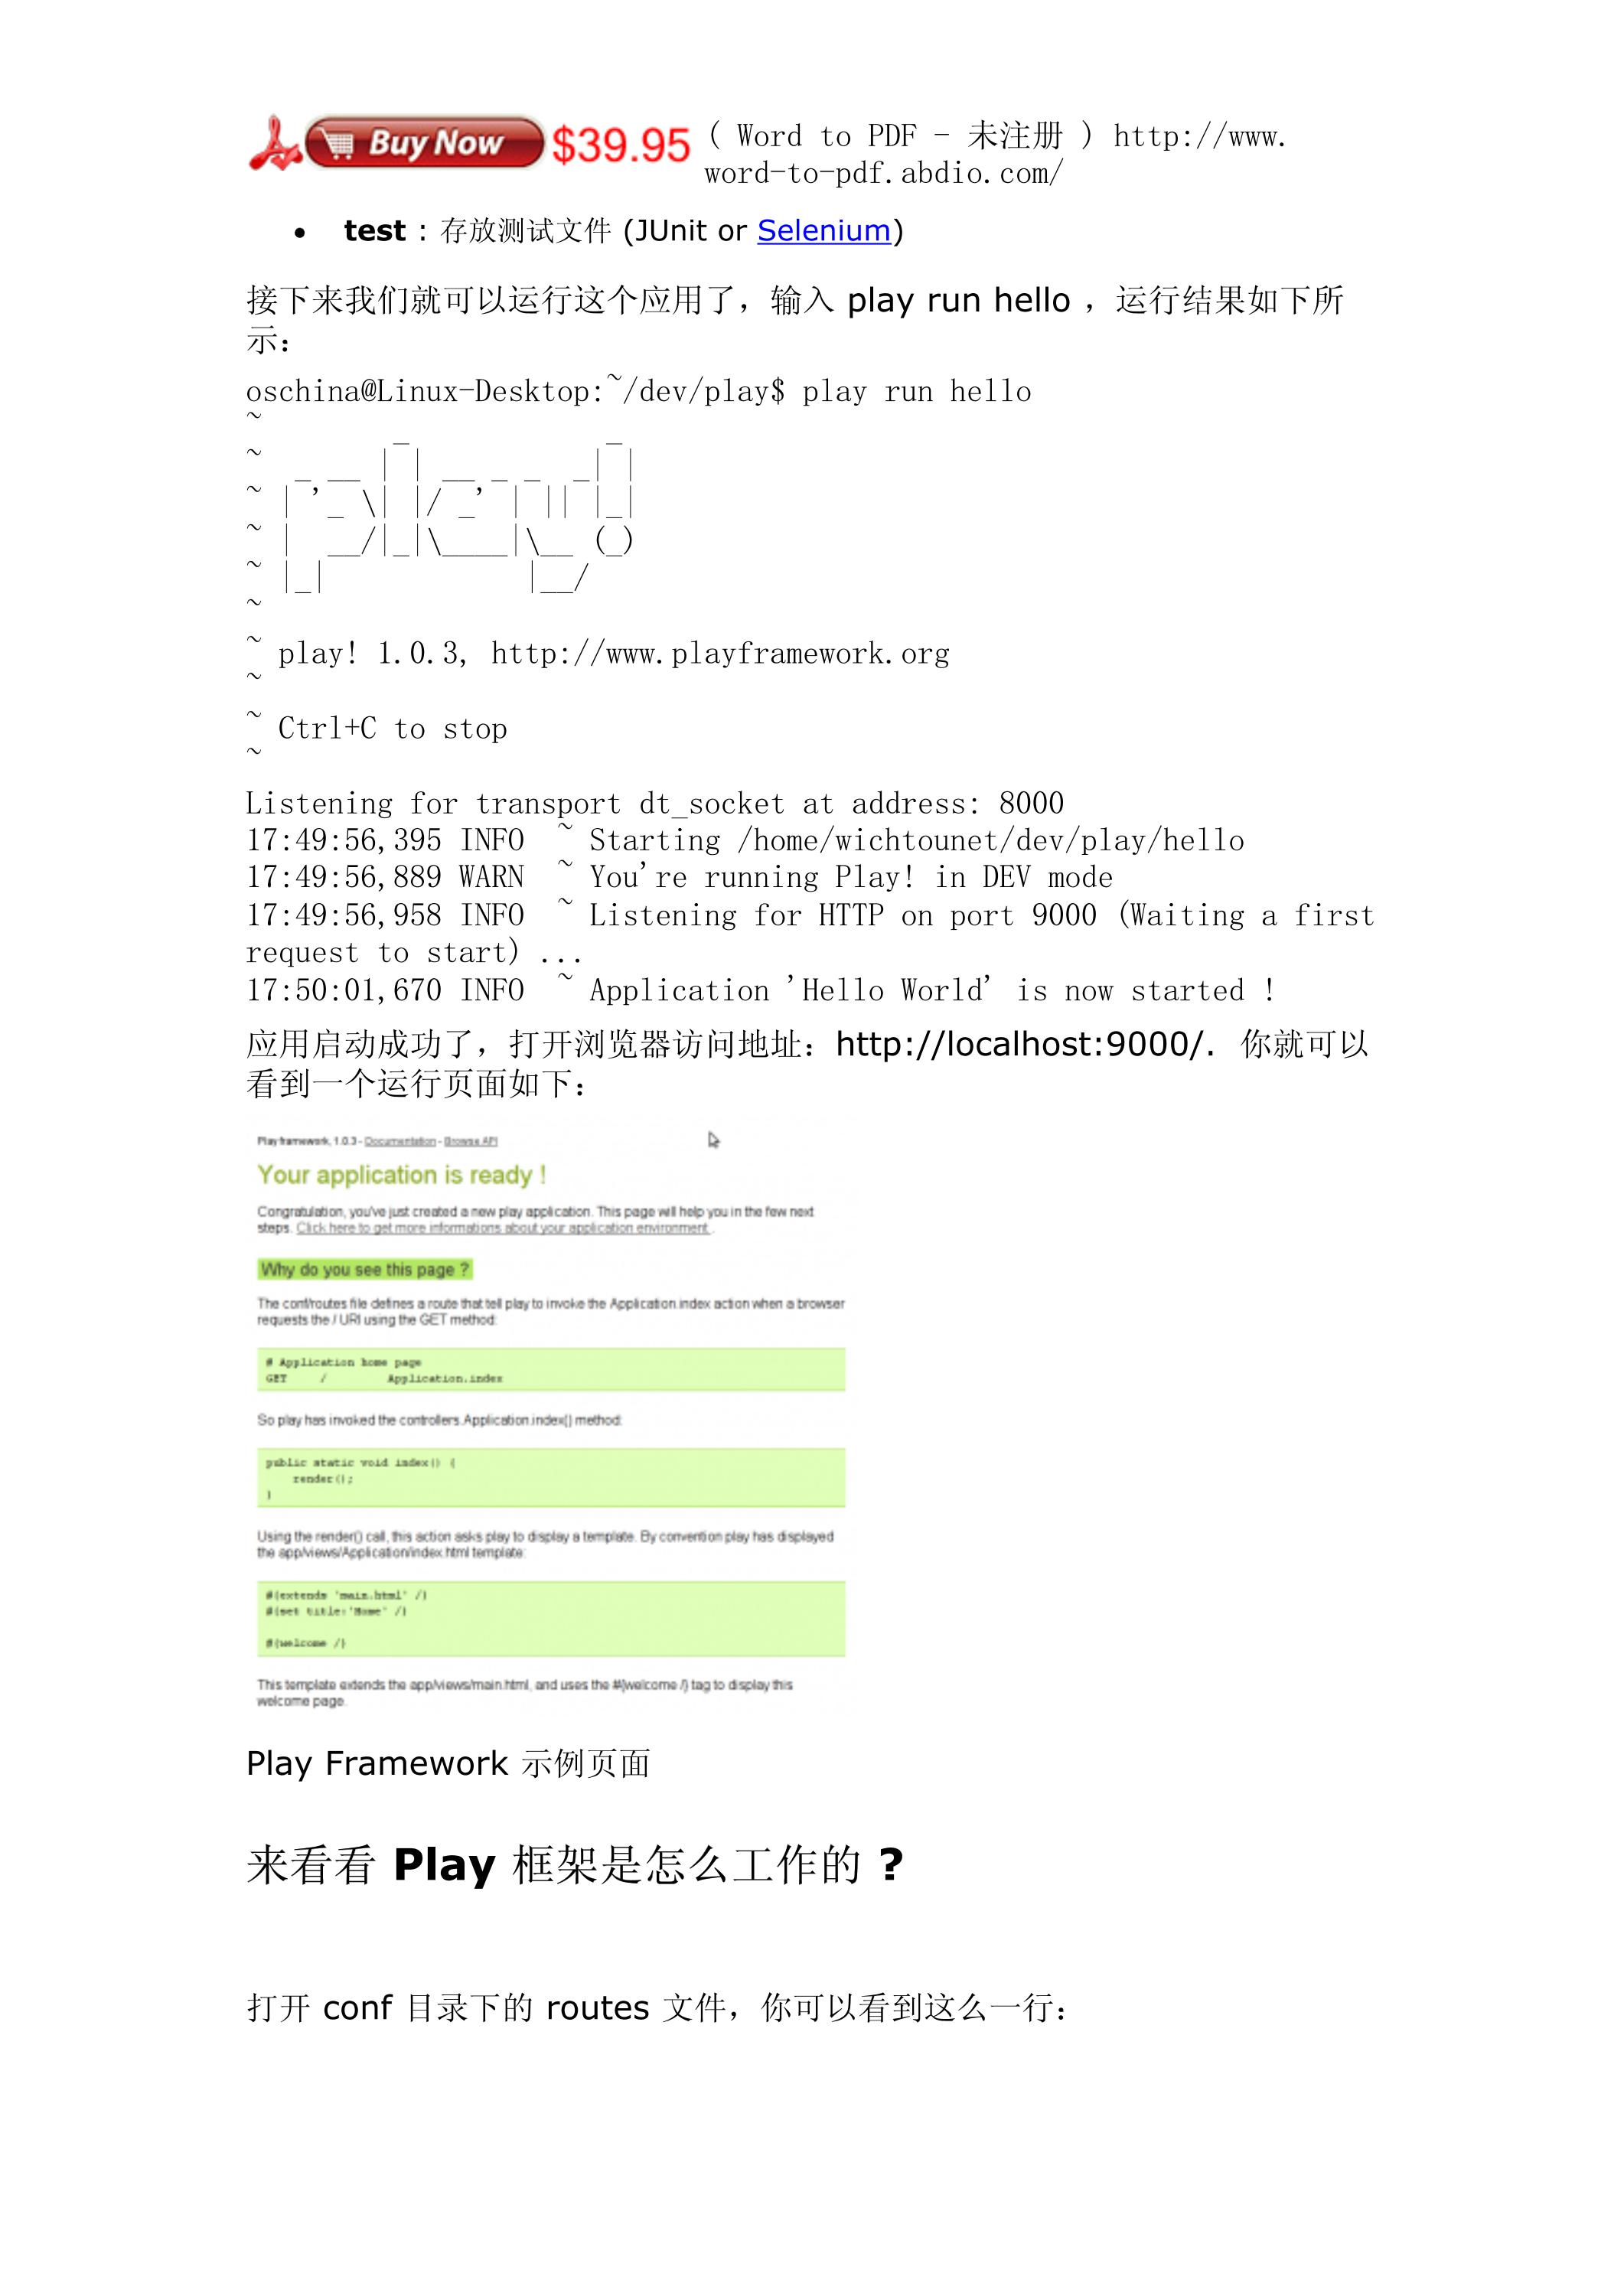 Buy Now $39.95 ( Word to PDF - 未注册 ) http://www.
word-to-pdf.abdio.com/
• test : 存放测试文件 (JUnit or Selenium)
接下来我们就可以运行这个应用了，输入 play run hello ，运行结果如下所
示：
oschina@Linux-Desktop:~/dev/play$ play run hello
~
~        _            _
~  _ __ | | __ _ _  _| |
~ | '_ \| |/ _' | || |_|
~ |  __/|_|\____|\__ (_)
~ |_|            |__/
~
~ play! 1.0.3, http://www.playframework.org
~
~ Ctrl+C to stop
~
Listening for transport dt_socket at address: 8000
17:49:56,395 INFO  ~ Starting /home/wichtounet/dev/play/hello
17:49:56,889 WARN  ~ You're running Play! in DEV mode
17:49:56,958 INFO  ~ Listening for HTTP on port 9000 (Waiting a first
request to start) ...
17:50:01,670 INFO  ~ Application 'Hello World' is now started !
应用启动成功了，打开浏览器访问地址：http://localhost:9000/. 你就可以
看到一个运行页面如下：
Play framework, 1.0.3 - Documentation - Browse API
Your application is ready !
Congratulation, you've just created a new play application. This page will help you in the few next
steps. Click here to get more informations about your application environment .
Why do you see this page ?
The conf/routes file defines a route that tell play to invoke the Application.index action when a browser
requests the / URI using the GET method:
# Application home page
GET     /         Application.index
So play has invoked the controllers.Application.index() method:
public static void index() {
    render();
}
Using the render() call, this action asks play to display a template. By convention play has displayed
the app/views/Application/index.html template:
#{extends 'main.html' /}
#{set title:'Home' /}
#{welcome /}
This template extends the app/views/main.html, and uses the #{welcome /} tag to display this
welcome page.
Play Framework 示例页面
来看看 Play 框架是怎么工作的 ?
打开 conf 目录下的 routes 文件，你可以看到这么一行：